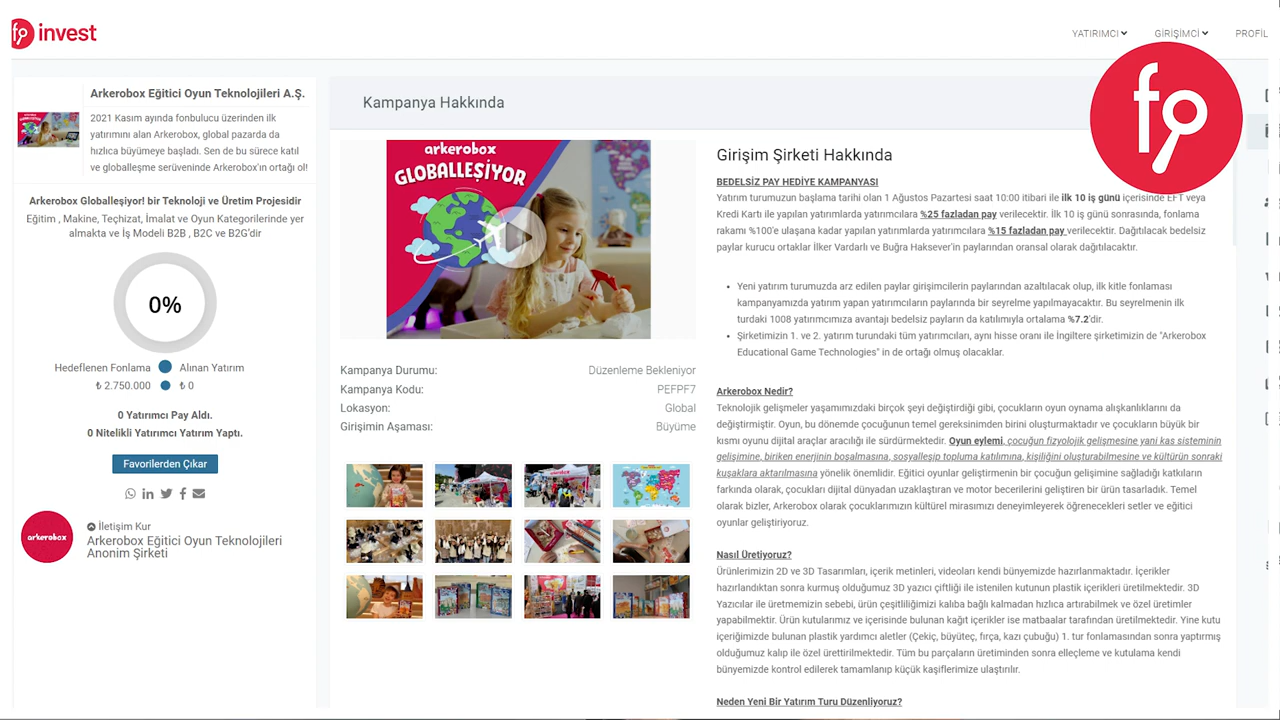 fo invest
YATIRIMCI
GİRİŞİMCİ
PROFİL
fo
Arkerobox Eğitici Oyun Teknolojileri A.Ş.
2021 Kasım ayında fonbulucu üzerinden ilk
yatırımını alan Arkerobox, global pazarda da
hızlıca büyümeye başladı. Sen de bu sürece katıl
ve globalleşme serüveninde Arkerobox'ın ortağı ol!
Arkerobox Globalleşiyor! bir Teknoloji ve Üretim Projesidir
Eğitim , Makine, Teçhizat, İmalat ve Oyun Kategorilerinde yer
almakta ve İş Modeli B2B , B2C ve B2G'dir
0%
Hedeflenen Fonlama
Alınan Yatırım
₺ 2.750.000
₺ 0
0 Yatırımcı Pay Aldı.
0 Nitelikli Yatırımcı Yatırım Yaptı.
Favorilerden Çıkar
arkerobox
İletişim Kur
Arkerobox Eğitici Oyun Teknolojileri
Anonim Şirketi
Kampanya Hakkında
arkerobox
GLOBALLEŞİYOR
Kampanya Durumu:
Düzenleme Bekleniyor
Kampanya Kodu:
PEFPF7
Lokasyon:
Global
Girişimin Aşaması:
Büyüme
Girişim Şirketi Hakkında
BEDELSİZ PAY HEDİYE KAMPANYASI
Yatırım turumuzun başlama tarihi olan 1 Ağustos Pazartesi saat 10:00 itibari ile ilk 10 iş günü içerisinde EFT veya
Kredi Kartı ile yapılan yatırımlarda yatırımcılara %25 fazladan pay verilecektir. İlk 10 iş günü sonrasında, fonlama
rakamı %100'e ulaşana kadar yapılan yatırımlarda yatırımcılara %15 fazladan pay verilecektir. Dağıtılacak bedelsiz
paylar kurucu ortaklar İlker Vardarlı ve Buğra Haksever'in paylarından oransal olarak dağıtılacaktır.
• Yeni yatırım turumuzda arz edilen paylar girişimcilerin paylarından azaltılacak olup, ilk kitle fonlaması
kampanyamızda yatırım yapan yatırımcıların paylarında bir seyrelme yapılmayacaktır. Bu seyrelmenin ilk
turdaki 1008 yatırımcımıza avantajı bedelsiz payların da katılımıyla ortalama %7.2'dir.
• Şirketimizin 1. ve 2. yatırım turundaki tüm yatırımcıları, aynı hisse oranı ile İngiltere şirketimizin de "Arkerobox
Educational Game Technologies" in de ortağı olmuş olacaklar.
Arkerobox Nedir?
Teknolojik gelişmeler yaşamımızdaki birçok şeyi değiştirdiği gibi, çocukların oyun oynama alışkanlıklarını da
değiştirmiştir. Oyun, bu dönemde çocuğunun temel gereksinimden birini oluşturmaktadır ve çocukların büyük bir
kısmı oyunu dijital araçlar aracılığı ile sürdürmektedir. Oyun eylemi, çocuğun fizyolojik gelişmesine yani kas sisteminin
gelişimine, biriken enerjinin boşalmasına, sosyalleşip topluma katılımına, kişiliğini oluşturabilmesine ve kültürün sonraki
kuşaklara aktarılmasına yönelik önemlidir. Eğitici oyunlar geliştirmenin bir çocuğun gelişimine sağladığı katkıların
farkında olarak, çocukları dijital dünyadan uzaklaştıran ve motor becerilerini geliştiren bir ürün tasarladık. Temel
olarak bizler, Arkerobox olarak çocuklarımızın kültürel mirasımızı deneyimleyerek öğrenecekleri setler ve eğitici
oyunlar geliştiriyoruz.
Nasıl Üretiyoruz?
Ürünlerimizin 2D ve 3D Tasarımları, içerik metinleri, videoları kendi bünyemizde hazırlanmaktadır. İçerikler
hazırlandıktan sonra kurmuş olduğumuz 3D yazıcı çiftliği ile istenilen kutunun plastik içerikleri üretilmektedir. 3D
Yazıcılar ile üretmemizin sebebi, ürün çeşitliliğimizi kalıba bağlı kalmadan hızlıca artırabilmek ve özel üretimler
yapabilmektir. Ürün kutularımız ve içerisinde bulunan kağıt içerikler ise matbaalar tarafından üretilmektedir. Yine kutu
içeriğimizde bulunan plastik yardımcı aletler (Çekiç, büyüteç, fırça, kazı çubuğu) 1. tur fonlamasından sonra yaptırmış
olduğumuz kalıp ile özel ürettirilmektedir. Tüm bu parçaların üretiminden sonra elleçleme ve kutulama kendi
bünyemizde kontrol edilerek tamamlanıp küçük kaşiflerimize ulaştırılır.
Neden Yeni Bir Yatırım Turu Düzenliyoruz?